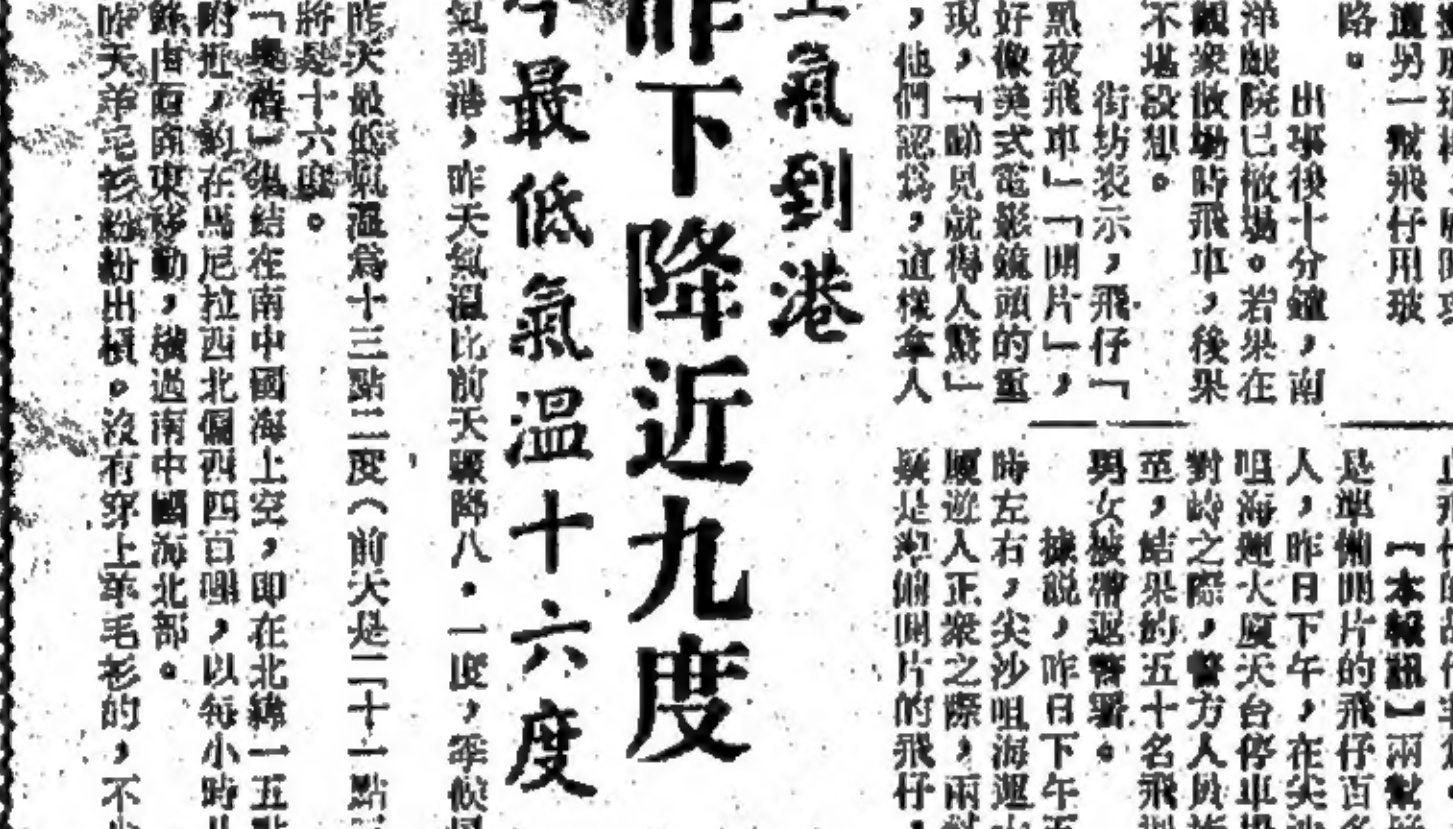 路。
遣另一幫飛仔用玻
出事後十分鐘,南
洋戲院已散場。若果在
觀衆散場時飛車,後果
不堪設想。
街坊表示,飛仔「
黑夜飛車」「開片」,
好像美式電影鏡頭的重
現,「睇見就得人驚」
,他們認爲,這樣拿人
【本報訊】兩幫
是準備開片的飛仔百
人,昨日下午,在尖沙
咀海運大廈天台停車
對峙之際,警方人員
至,結果約五十名飛
男女被帶返警署。
據說,昨日下午
時左右,尖沙咀海運
廈遊人正衆之際,兩
疑是準備開片的飛仔,
氣到港
昨下降近九度
今最低氣溫十六度
氣到港,昨天氣溫比前天驟降八・一度,季候
昨天最低氣溫爲十三點三度(前天是二十一點
將是十六度。
集結在南中國海上空,即在北緯一五點
附近,約在馬尼拉西北偏西四百哩,以每小時
向西南東移動,橫過南中國海北部。
昨天羊毛衫紛紛出櫃。沒有穿上羊毛衫的,不